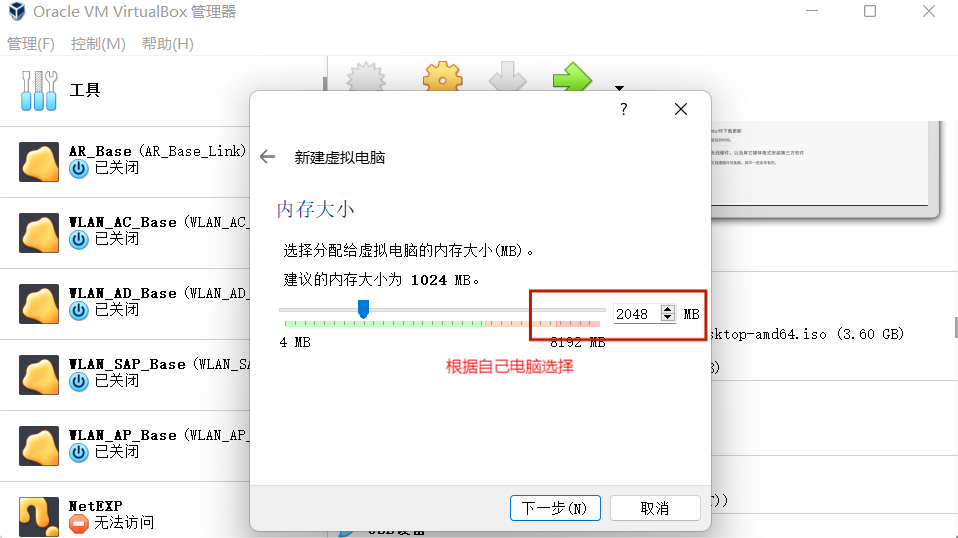 Oracle VM VirtualBox 管理器
管理(F) 控制(M) 帮助(H)
工具
AR_Base (AR_Base_Link)
已关闭
WLAN_AC_Base (WLAN_AC_
已关闭
WLAN_AD_Base (WLAN_AD_
已关闭
WLAN_SAP_Base (WLAN_SA
已关闭
WLAN_AP_Base (WLAN_AP_
已关闭
NetEXP
无法访问
?
新建虚拟电脑
内存大小
选择分配给虚拟电脑的内存大小(MB)。
建议的内存大小为 1024 MB。
2048 MB
4 MB 8192 MB
根据自己电脑选择
下一步(N) 取消
sktop-amd64.iso (3.60 GB)